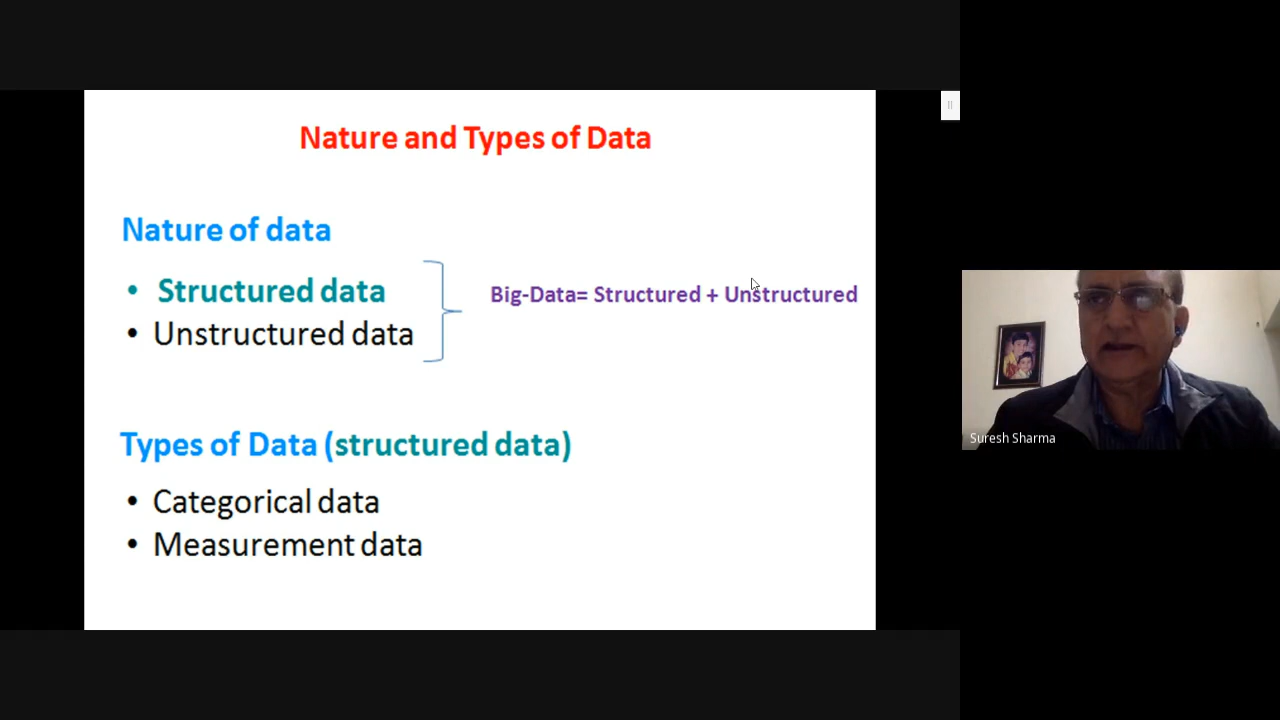 Nature and Types of Data
Nature of data
• Structured data
• Unstructured data
Big-Data= Structured + Unstructured
Types of Data (structured data)
• Categorical data
• Measurement data
Suresh Sharma